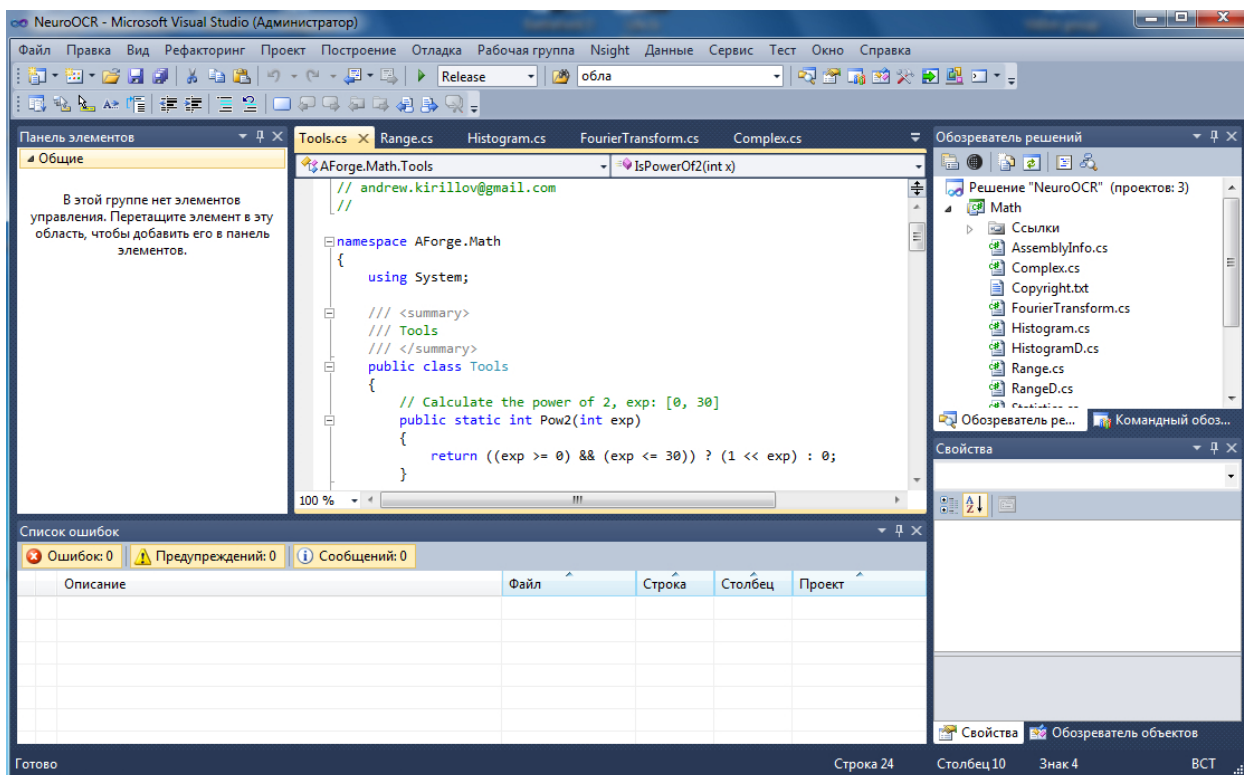 NeuroOCR - Microsoft Visual Studio (Администратор)
Файл Правка Вид Рефакторинг Проект Построение Отладка Рабочая группа Nsight Данные Сервис Тест Окно Справка
Release обла
Панель элементов
Общие
В этой группе нет элементов
управления. Перетащите элемент в эту
область, чтобы добавить его в панель
элементов.
Tools.cs Range.cs Histogram.cs FourierTransform.cs Complex.cs
AForge.Math.Tools IsPowerOf2(int x)
// andrew.kirillov@gmail.com
//
namespace AForge.Math
{
using System;
/// <summary>
/// Tools
/// </summary>
public class Tools
{
// Calculate the power of 2, exp: [0, 30]
public static int Pow2(int exp)
{
return ((exp >= 0) && (exp <= 30)) ? (1 << exp) : 0;
}
100 %
Обозреватель решений
Решение "NeuroOCR" (проектов: 3)
Math
Ссылки
AssemblyInfo.cs
Complex.cs
Copyright.txt
FourierTransform.cs
Histogram.cs
HistogramD.cs
Range.cs
RangeD.cs
Обозреватель ре... Командный обоз...
Свойства
Свойства Обозреватель объектов
Список ошибок
Ошибок: 0 Предупреждений: 0 Сообщений: 0
Описание Файл Строка Столбец Проект
Готово Строка 24 Столбец 10 Знак 4 ВСТ